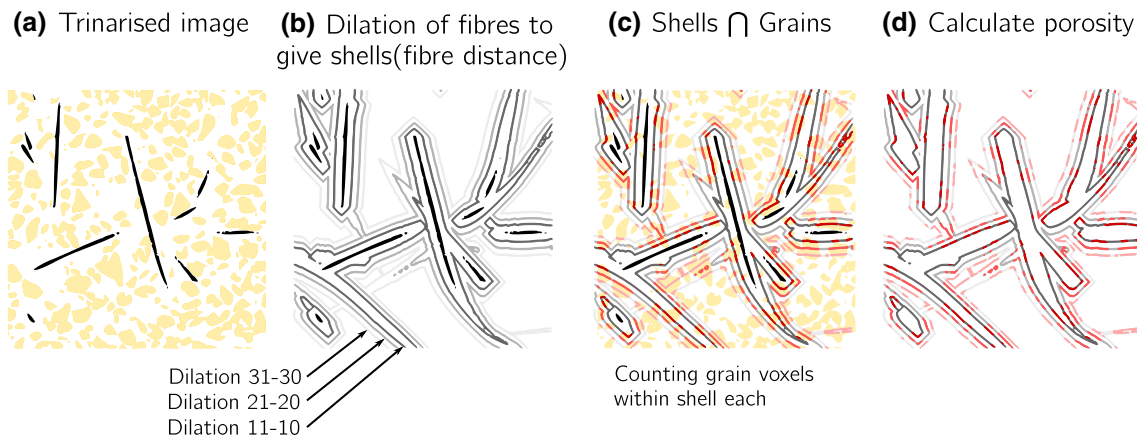 (a) Trinarised image
(b) Dilation of fibres to
give shells(fibre distance)
(c) Shells ⋂ Grains
(d) Calculate porosity
Dilation 31-30
Dilation 21-20
Dilation 11-10
Counting grain voxels
within shell each